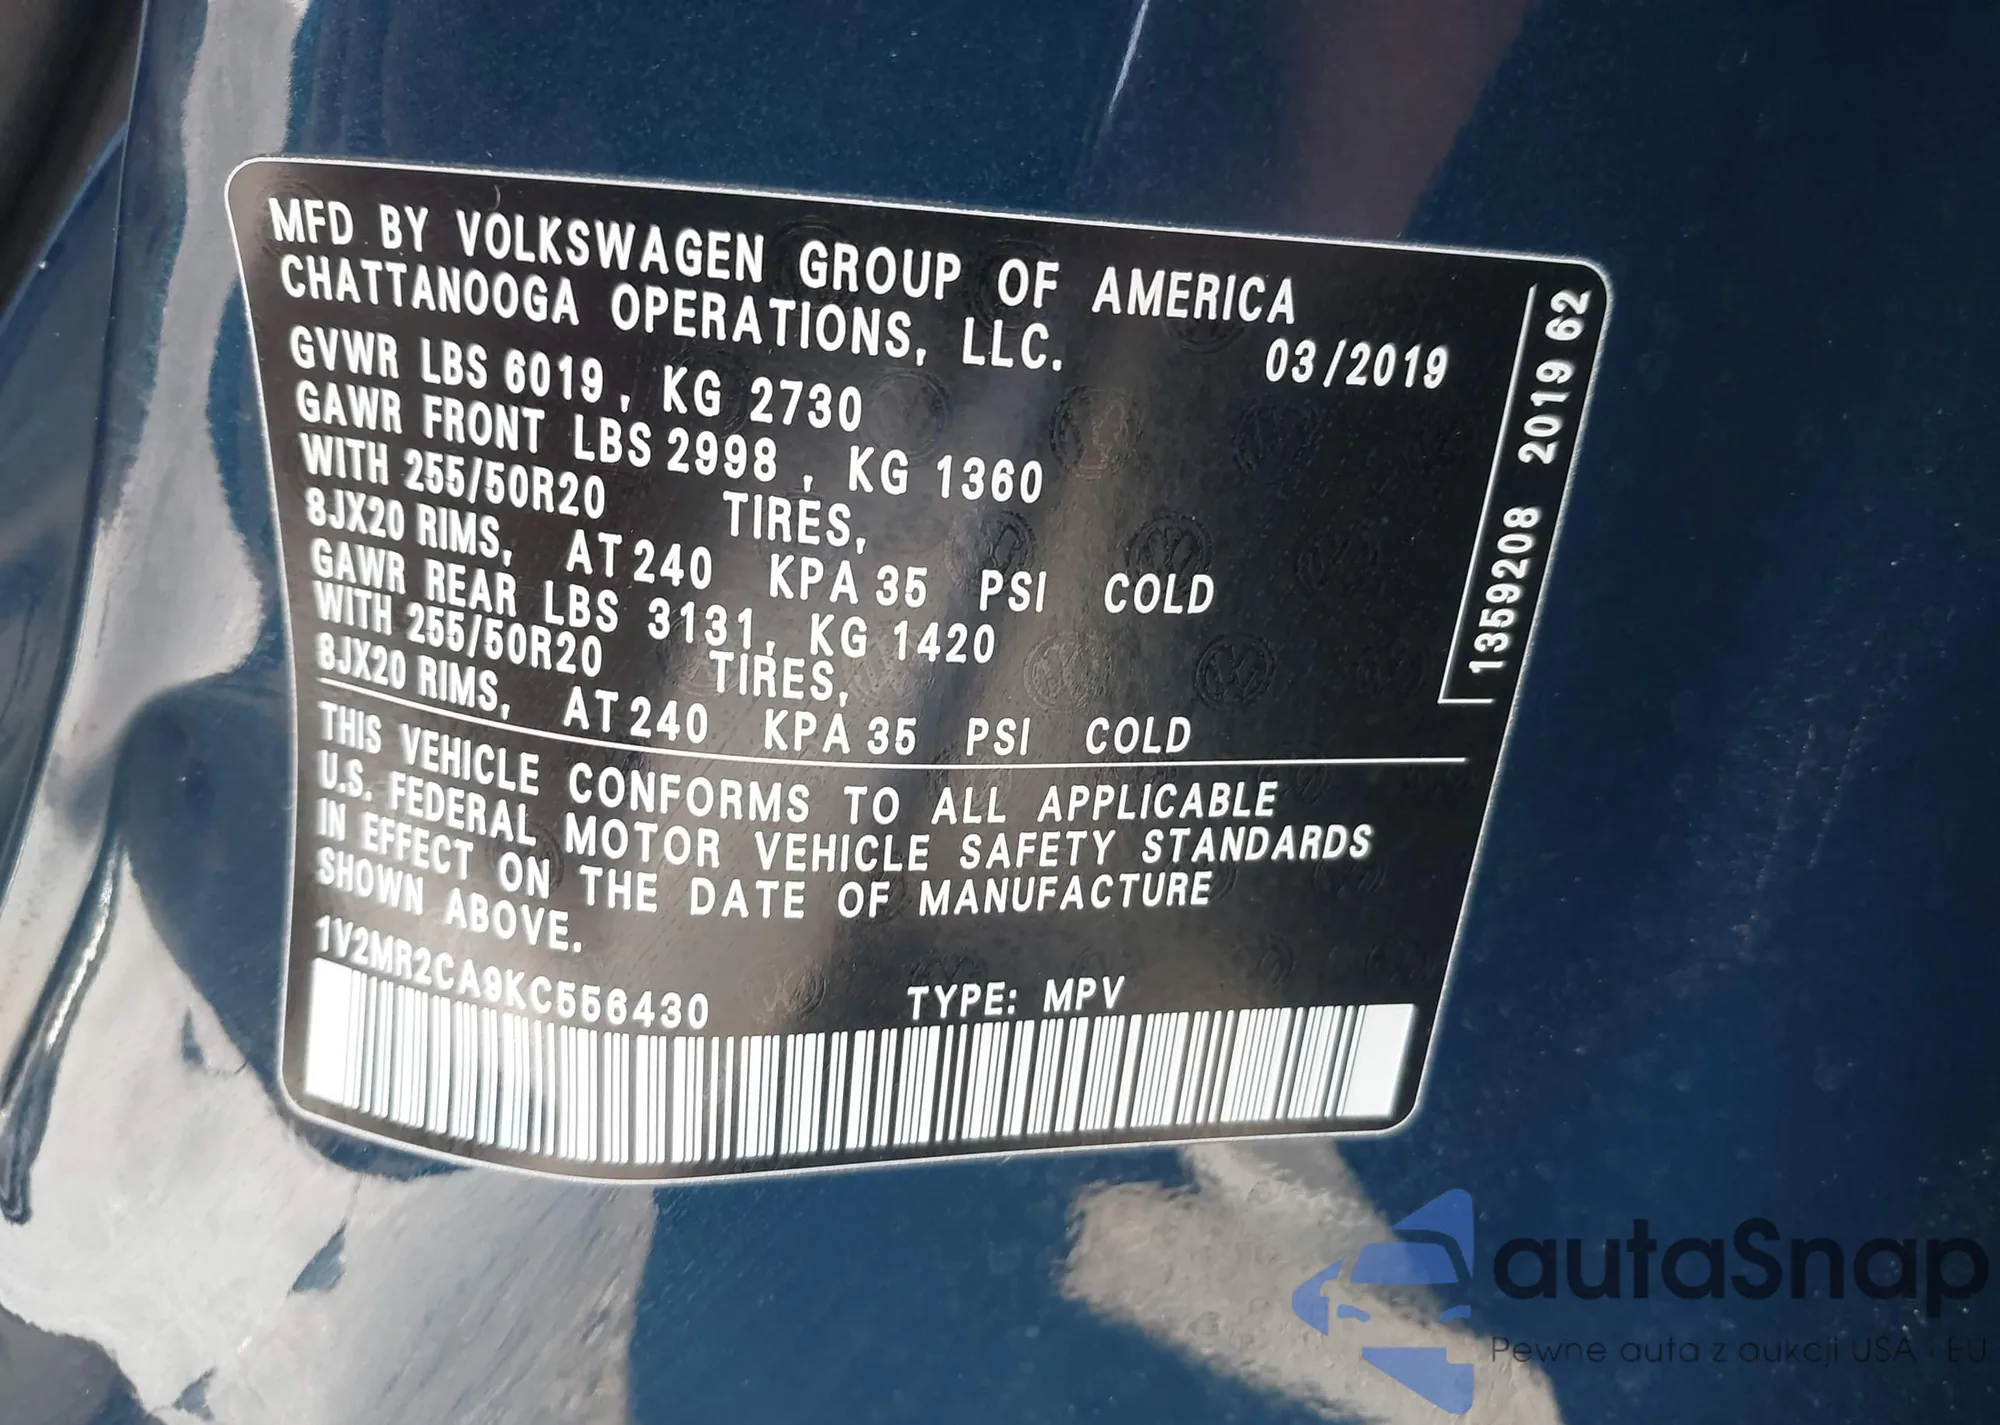 MFD BY VOLKSWAGEN GROUP OF AMERICA
CHATTANOOGA OPERATIONS, LLC.
03/2019
GVWR LBS 6019, KG 2730
GAWR FRONT LBS 2998, KG 1360
WITH 255/50R20 TIRES,
8JX20 RIMS, AT 240 KPA 35 PSI COLD
GAWR REAR LBS 3131, KG 1420
WITH 255/50R20 TIRES,
8JX20 RIMS, AT 240 KPA 35 PSI COLD
THIS VEHICLE CONFORMS TO ALL APPLICABLE
U.S. FEDERAL MOTOR VEHICLE SAFETY STANDARDS
IN EFFECT ON THE DATE OF MANUFACTURE
SHOWN ABOVE.
1V2MR2CA9KC556430 TYPE: MPV
1359208 2019 62
autaSnap
Pewne auta z aukcji USA i EU